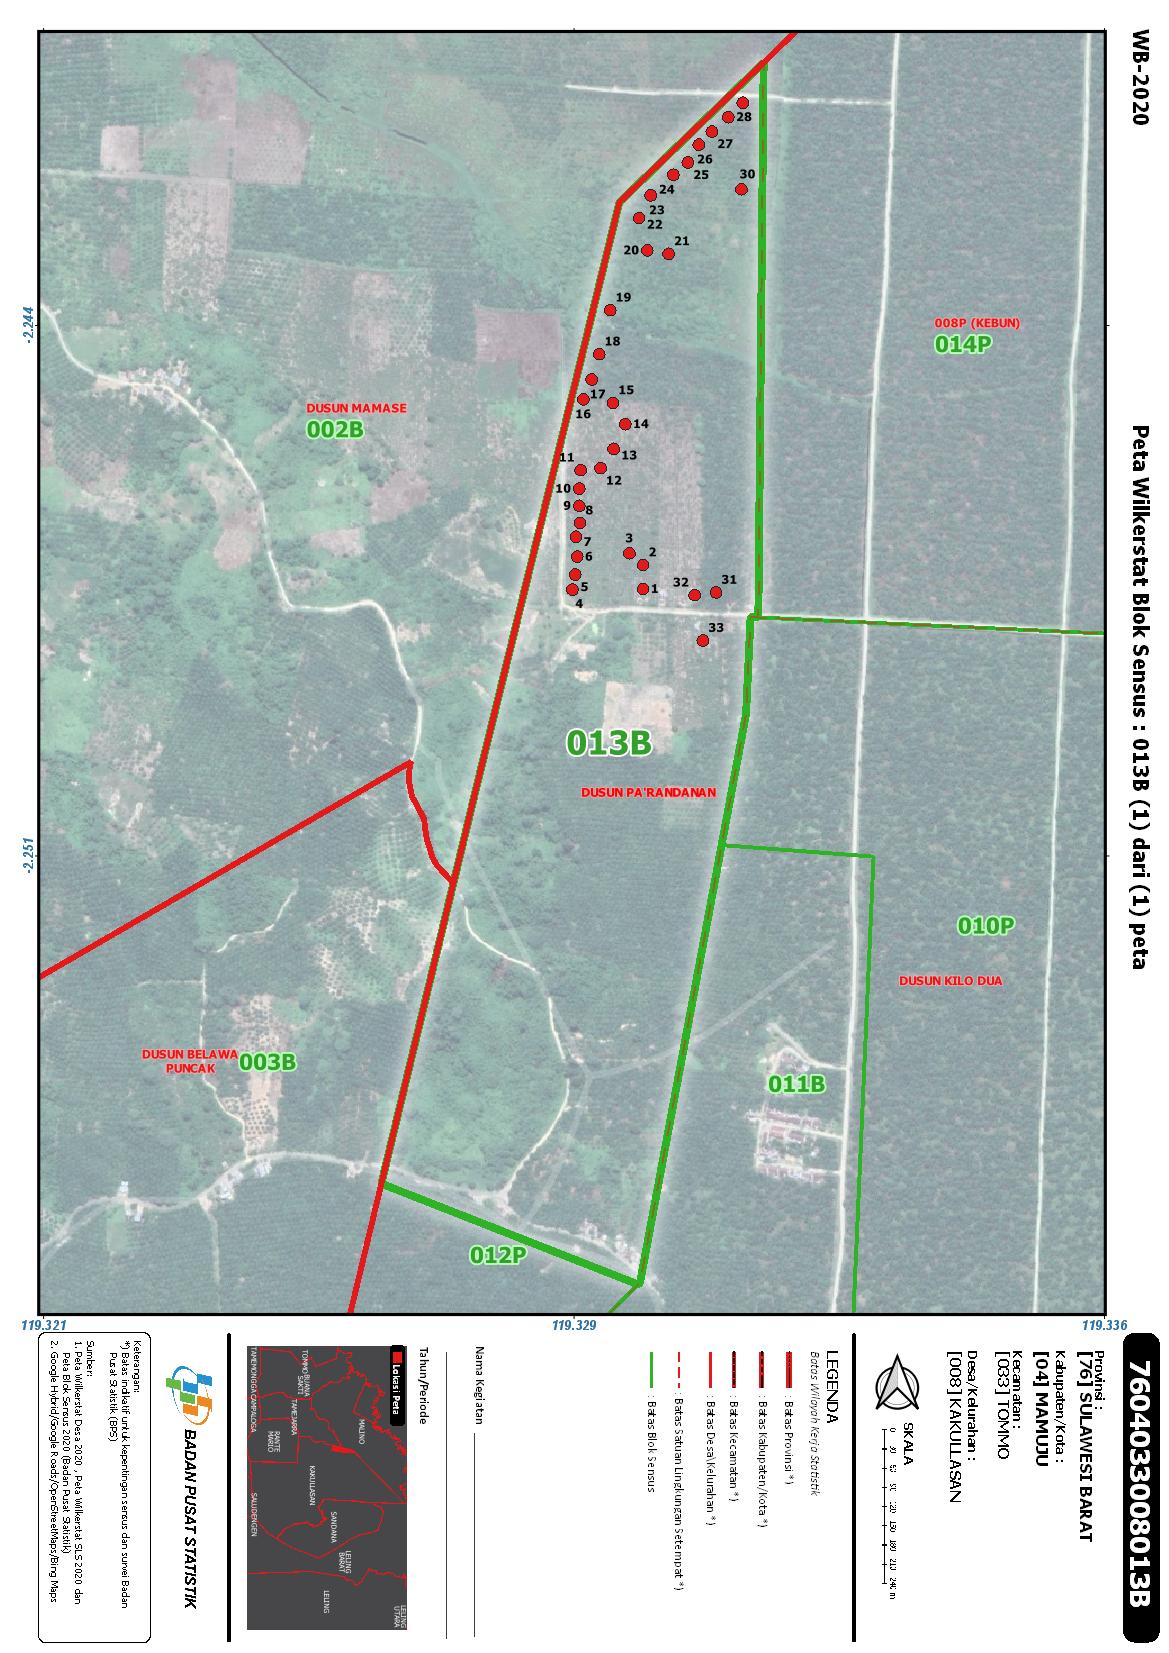 WB-2020
Peta Wilkerstat Blok Sensus : 013B (1) dari (1) peta
-2.244
-2.251
119.321
119.329
119.336
28
27
26
25
30
24
23
22
20
21
19
18
17
16
15
14
13
12
11
10
9
8
7
6
5
4
3
2
1
32
31
33
008P (KEBUN)
014P
DUSUN MAMASE
002B
013B
DUSUN PA'RANDANAN
010P
DUSUN KILO DUA
DUSUN BELAWA
PUNCAK
003B
011B
012P
7604033008013B
Provinsi :
[76] SULAWESI BARAT
Kabupaten/Kota :
[04] MAMUJU
Kecamatan :
[033] TOMMO
Desa/Kelurahan :
[008] KAKULLASAN
SKALA
0 30 60 90 120 150 180 210 240 m
LEGENDA
Batas Wilayah Kerja Statistik
: Batas Provinsi *)
: Batas Kabupaten/Kota *)
: Batas Kecamatan *)
: Batas Desa\Kelurahan *)
: Batas Satuan Lingkungan Setempat *)
: Batas Blok Sensus
Nama Kegiatan
Tahun/Periode
Lokasi Peta
MALINO
TAMEJARRA
RANTE
MARIO
TAMEMONGGA
CAMPALOGA
KAKULLASAN
SANDANA
SALUDENGEN
LELING
BARAT
LELING
LELING
UTARA
BADAN PUSAT STATISTIK
Keterangan:
*) Batas indikatif untuk kepentingan sensus dan survei Badan
Pusat Statistik (BPS)
Sumber:
1. Peta Wilkerstat Desa 2020 , Peta Wilkerstat SLS 2020 dan
Peta Blok Sensus 2020 (Badan Pusat Statistik)
2. Google Hybrid/Google Roads/OpenStreetMaps/Bing Maps